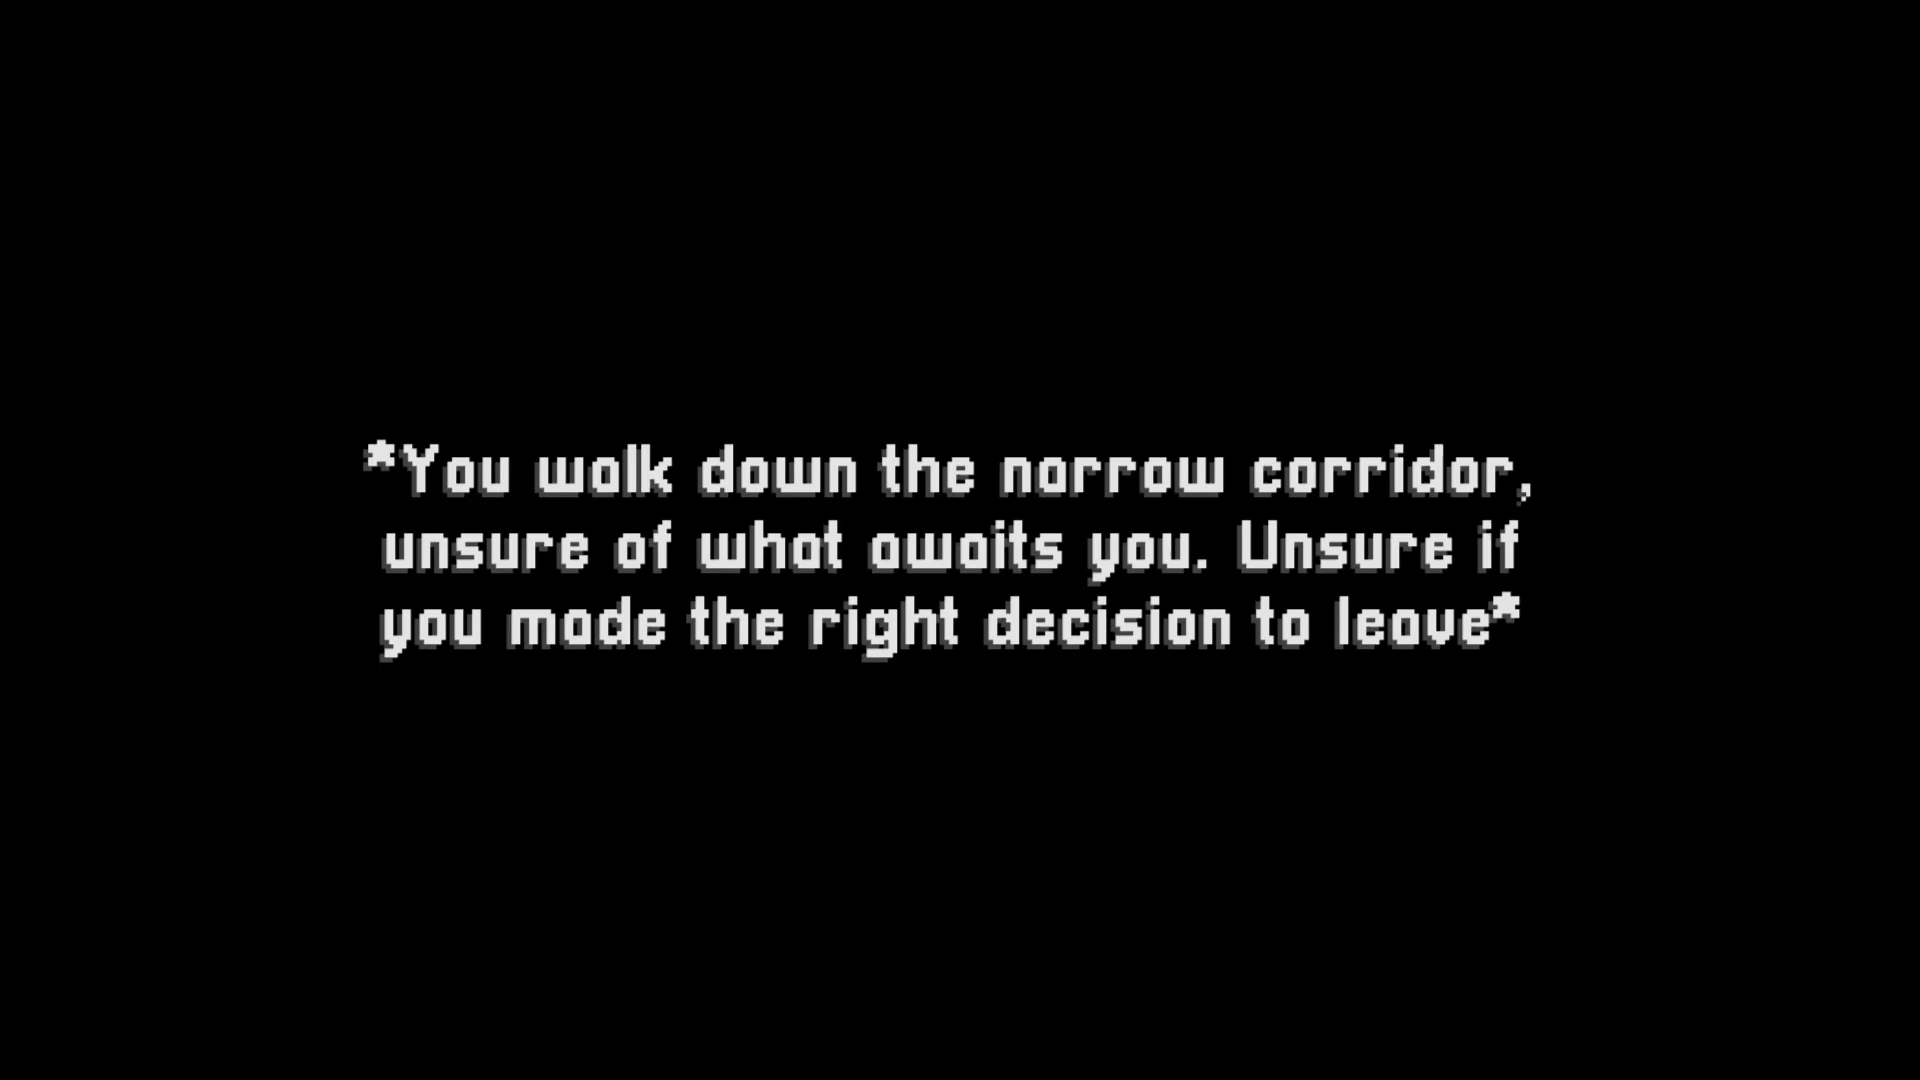 *You walk down the narrow corridor,
unsure of what awaits you. Unsure if
you made the right decision to leave*